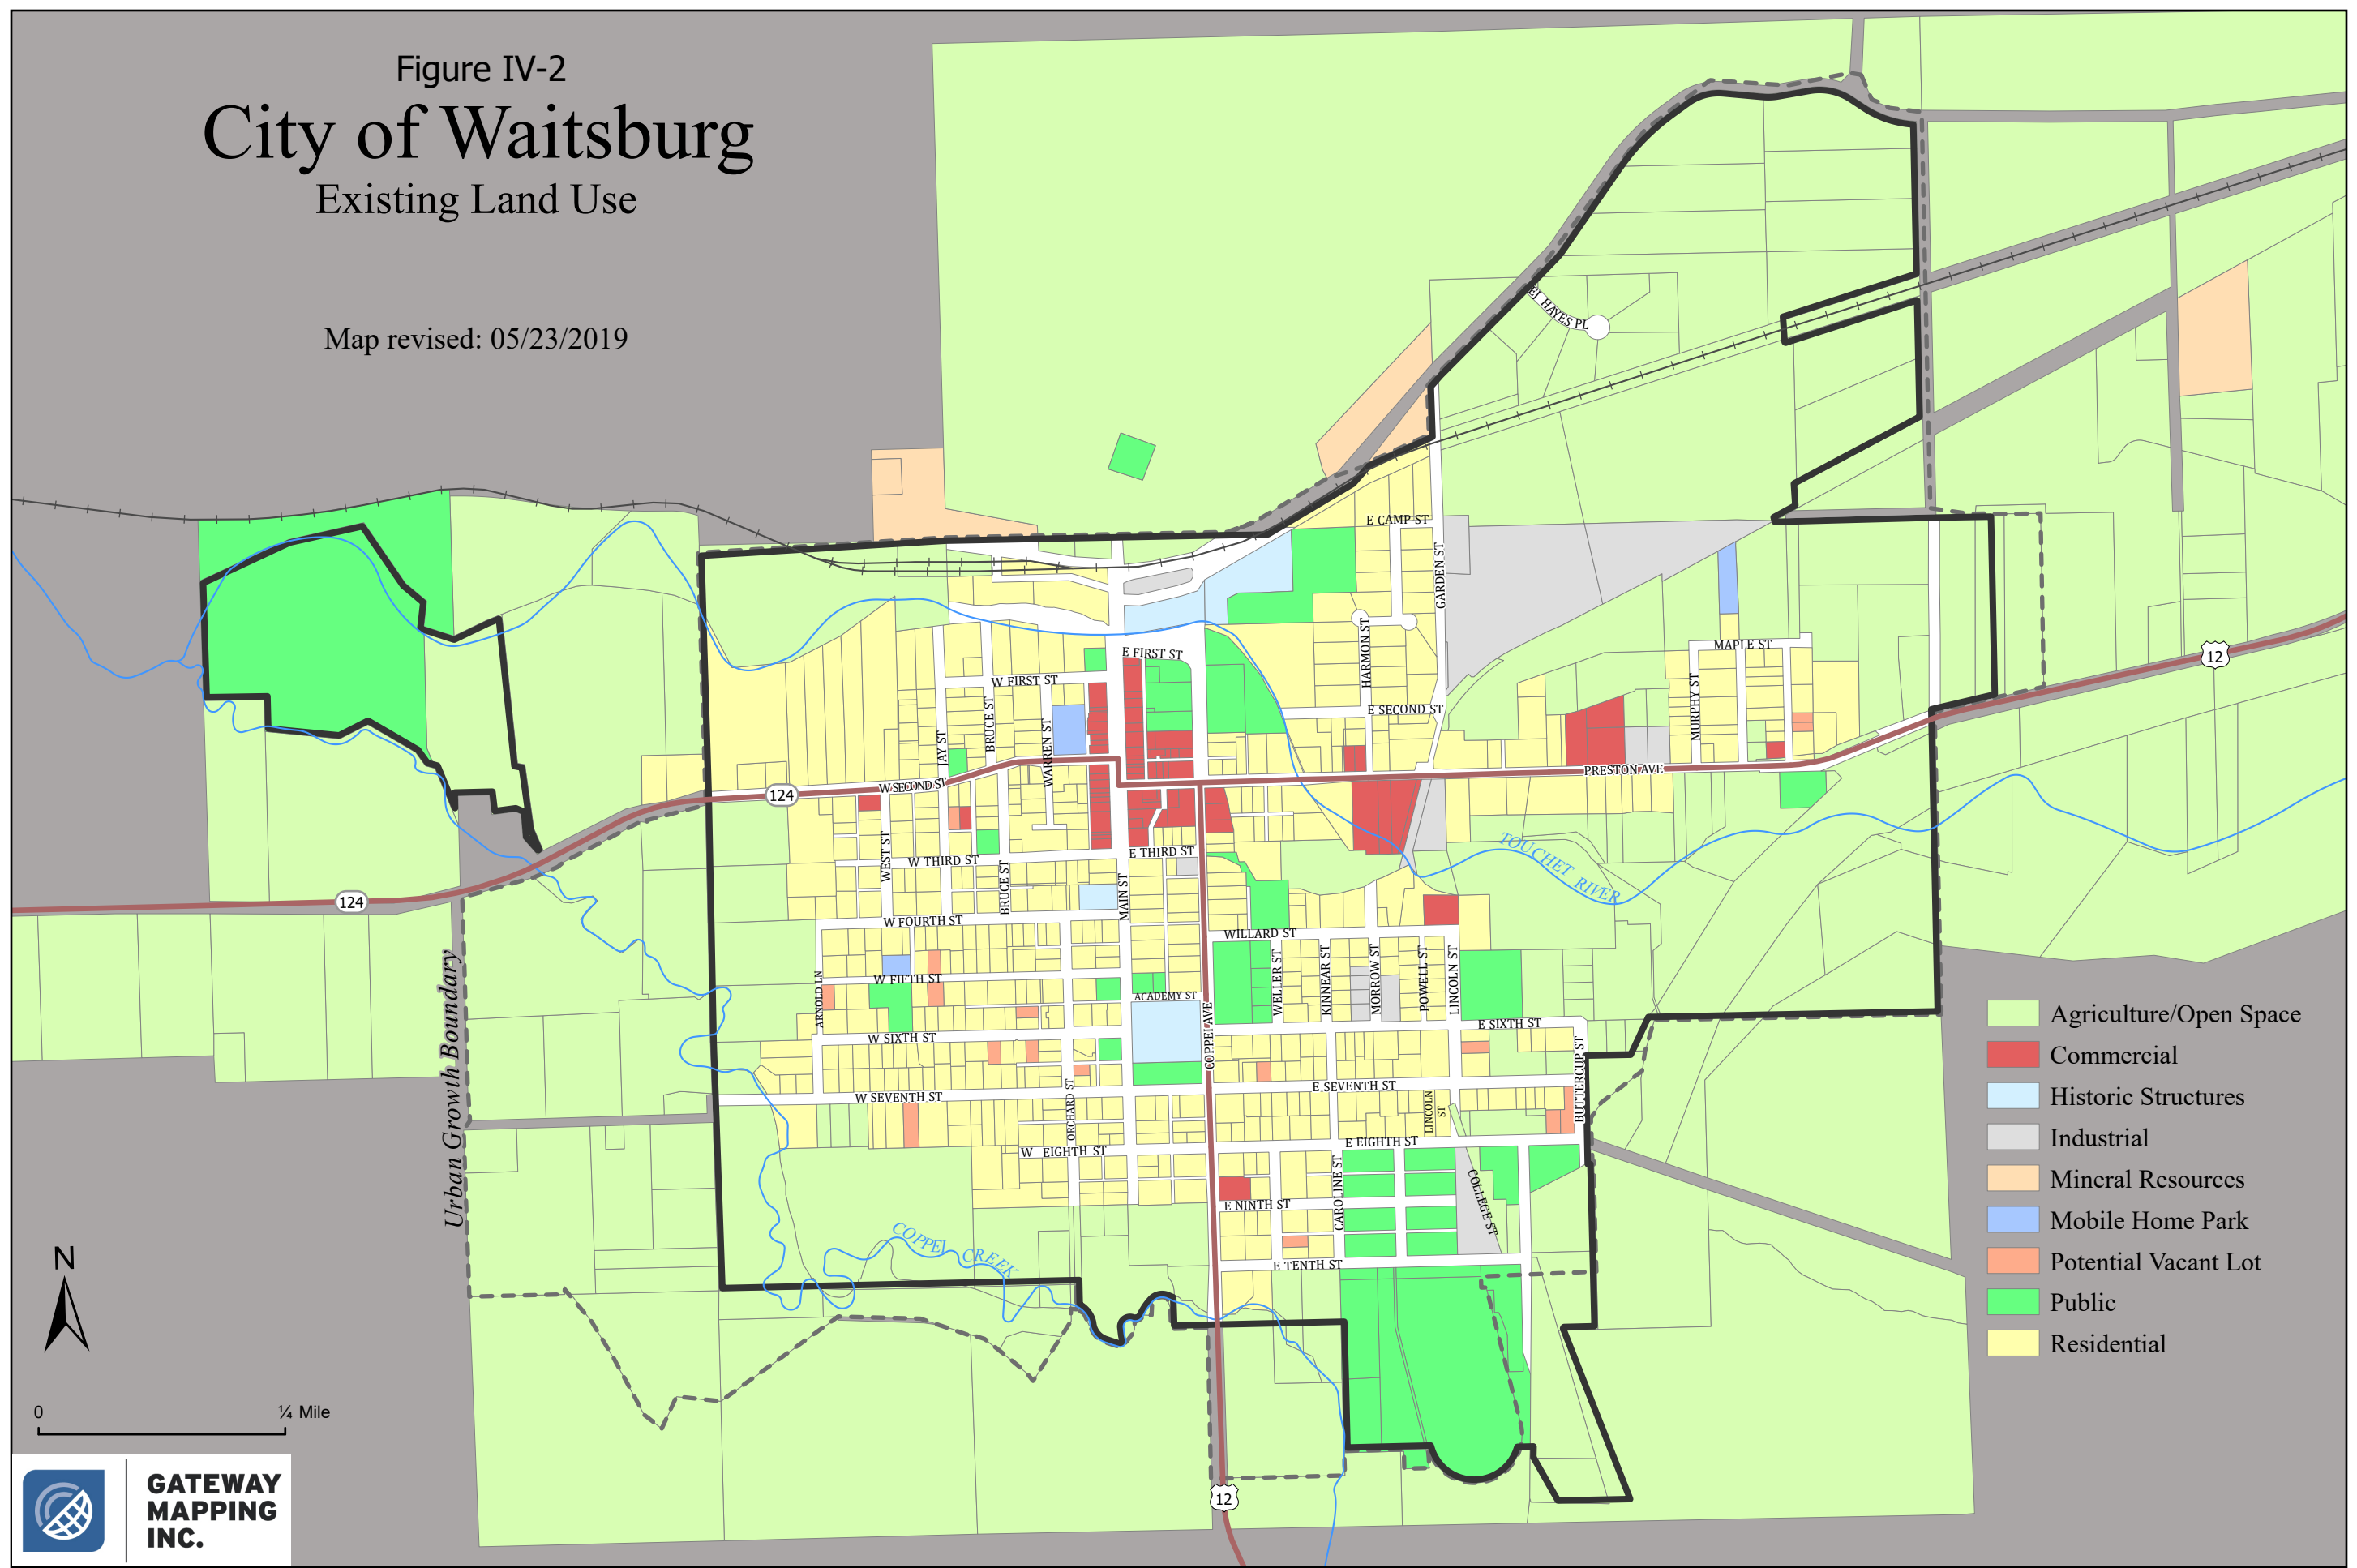 Figure IV-2
City of Waitsburg
Existing Land Use
Map revised: 05/23/2019
EJ HAYES PL
E CAMP ST
GARDEN ST
HARMON ST
E FIRST ST
W FIRST ST
E SECOND ST
MAPLE ST
MURPHY ST
12
BRUCE ST
JAY ST
WARREN ST
W SECOND ST
124
PRESTON AVE
WEST ST
W THIRD ST
E THIRD ST
BRUCE ST
MAIN ST
TOUCHET RIVER
124
W FOURTH ST
WILLARD ST
W FIFTH ST
ARNOLD LN
ACADEMY ST
COPPEI AVE
WELLER ST
KINNEAR ST
MORROW ST
POWELL ST
LINCOLN ST
E SIXTH ST
W SIXTH ST
BUTTERCUP ST
E SEVENTH ST
W SEVENTH ST
ORCHARD ST
LINCOLN
ST
E EIGHTH ST
W EIGHTH ST
CAROLINE ST
COLLEGE ST
E NINTH ST
COPPEI CREEK
E TENTH ST
12
Urban Growth Boundary
Agriculture/Open Space
Commercial
Historic Structures
Industrial
Mineral Resources
Mobile Home Park
Potential Vacant Lot
Public
Residential
N
0 ¼ Mile
GATEWAY
MAPPING
INC.